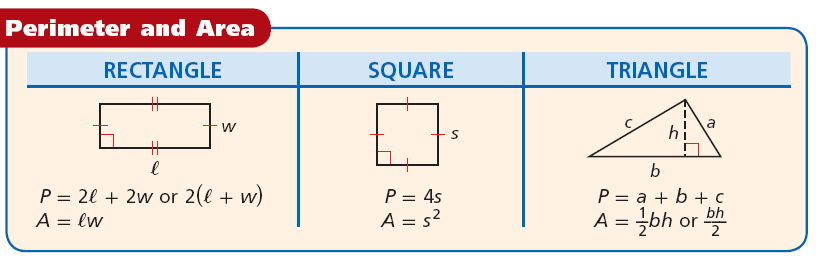 Perimeter and Area
RECTANGLE
w
ℓ
P = 2ℓ + 2w or 2(ℓ + w)
A = ℓw
SQUARE
s
P = 4s
A = s²
TRIANGLE
c
h
a
b
P = a + b + c
A = ½bh or bh/2